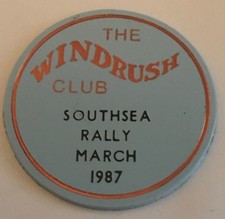 THE
WINDRUSH
CLUB
SOUTHSEA
RALLY
MARCH
1987